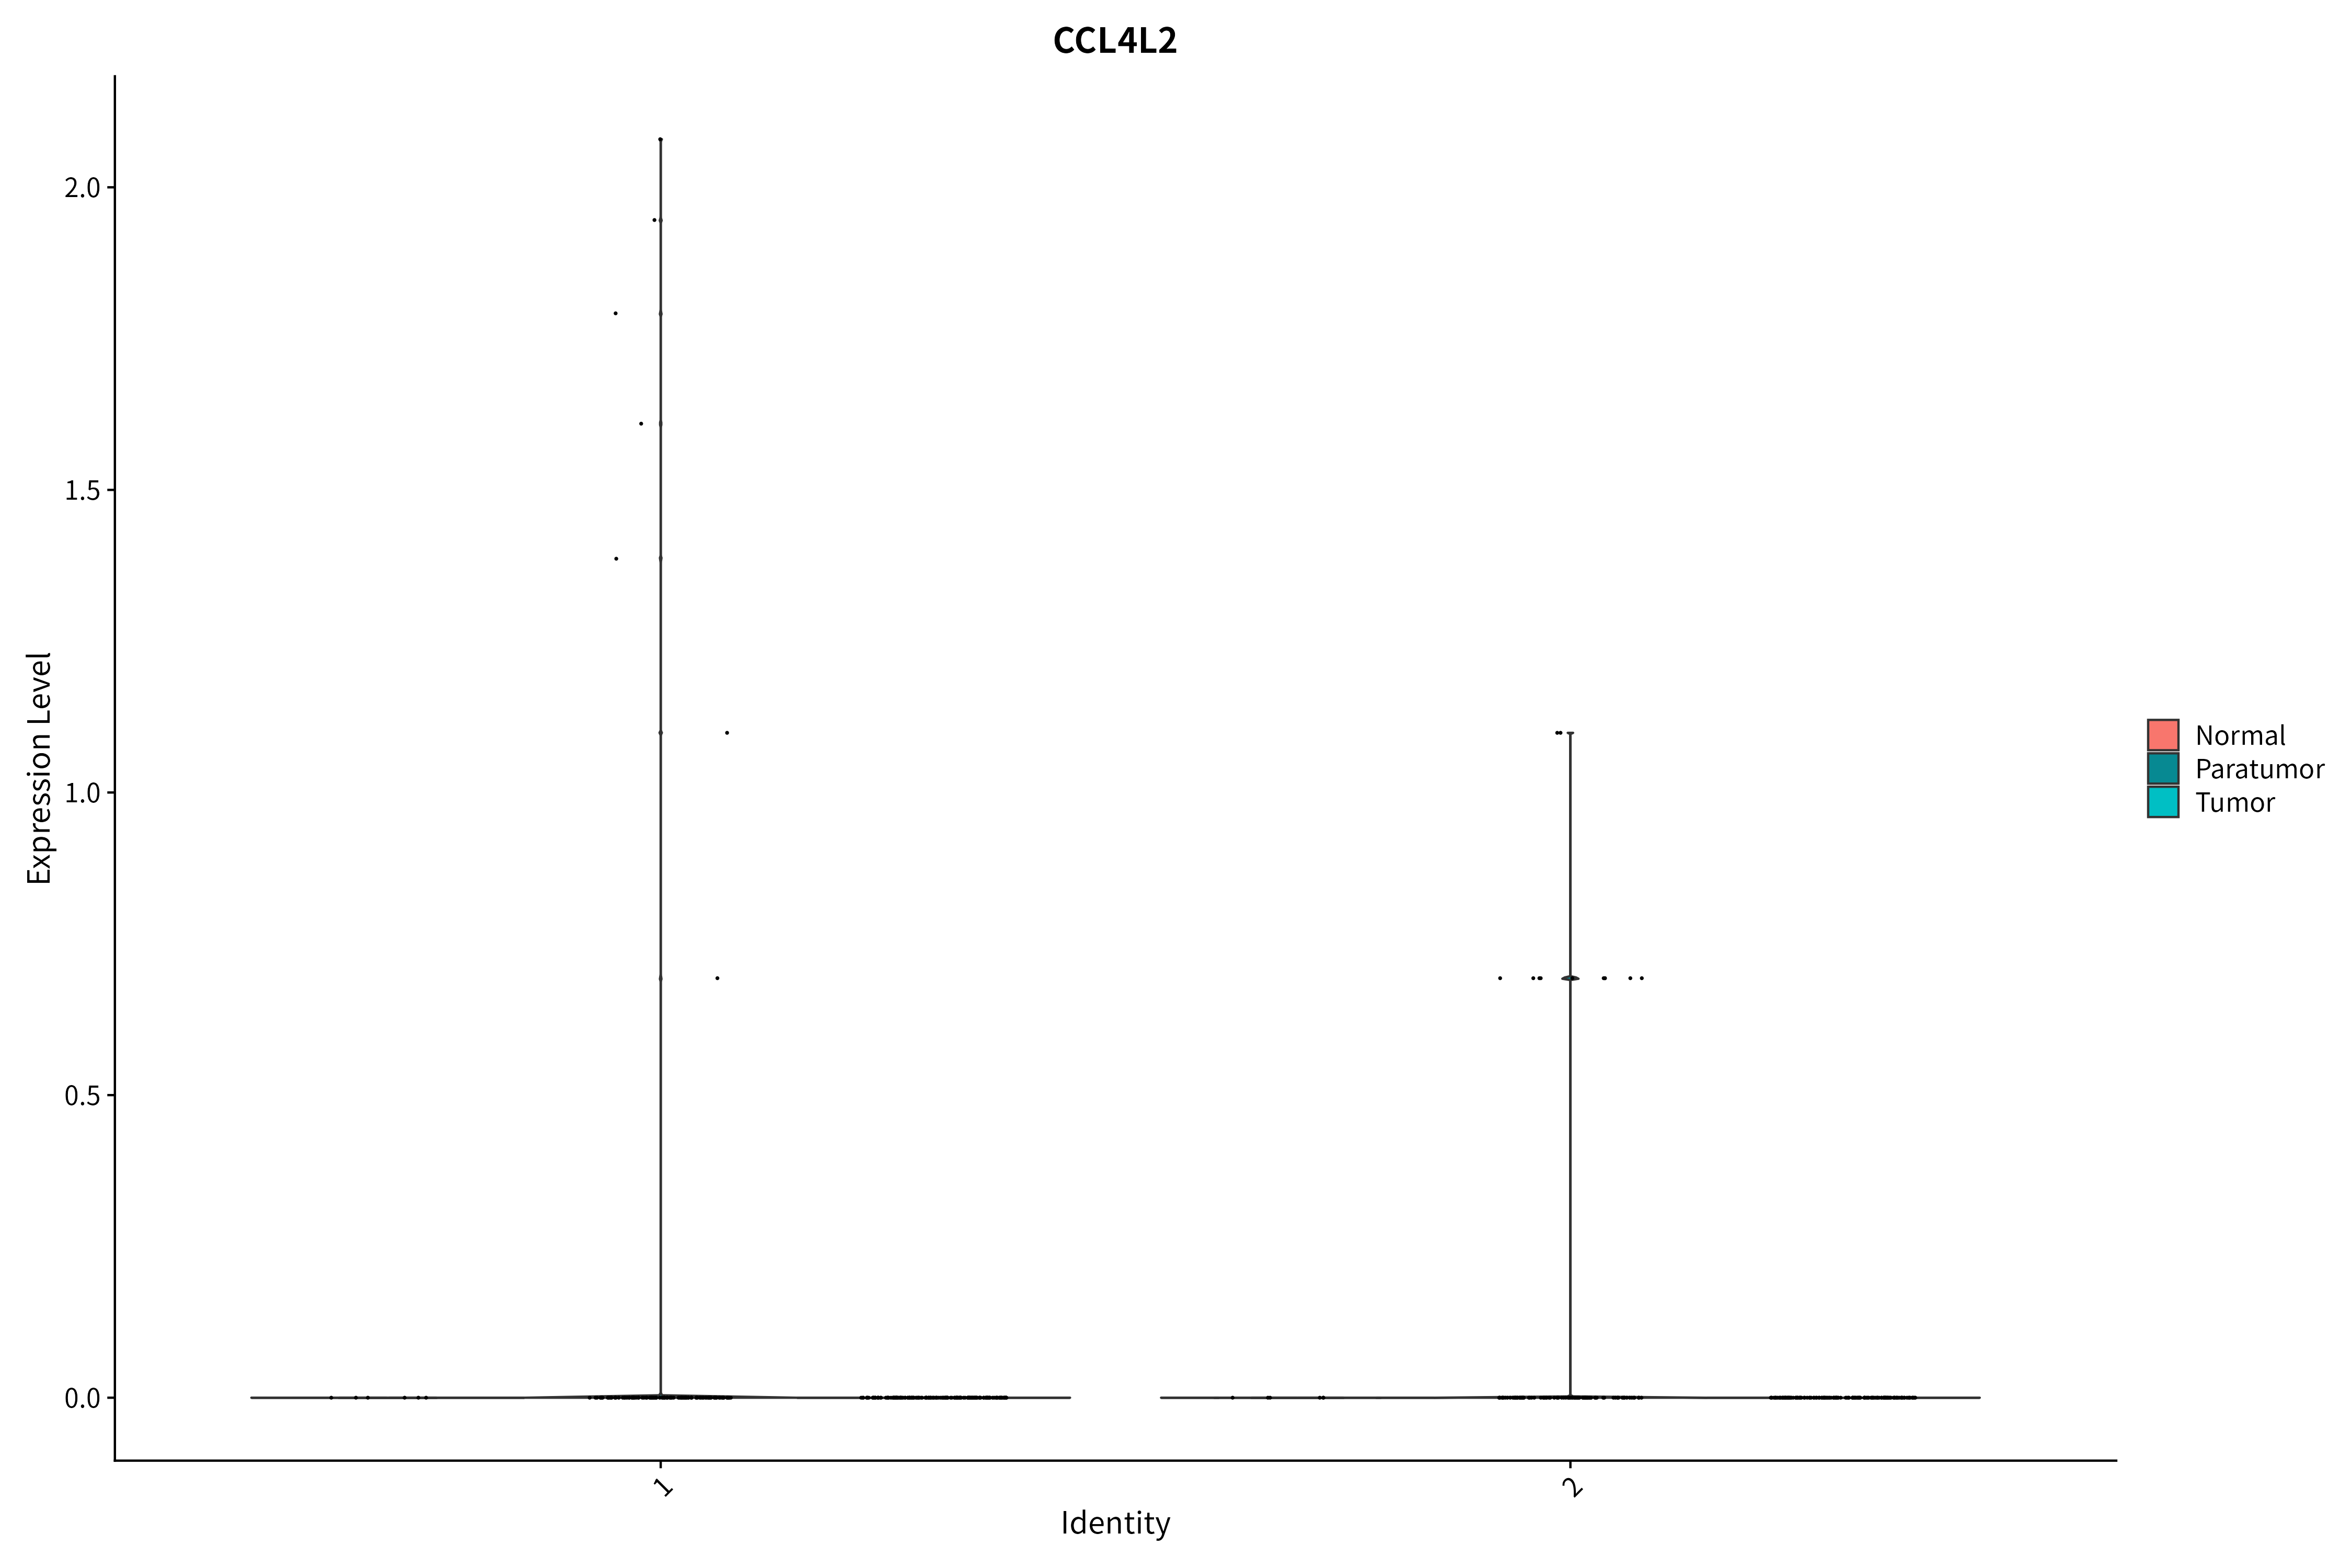 CCL4L2
Expression Level
2.0
1.5
1.0
0.5
0.0
1
2
Identity
Normal
Paratumor
Tumor